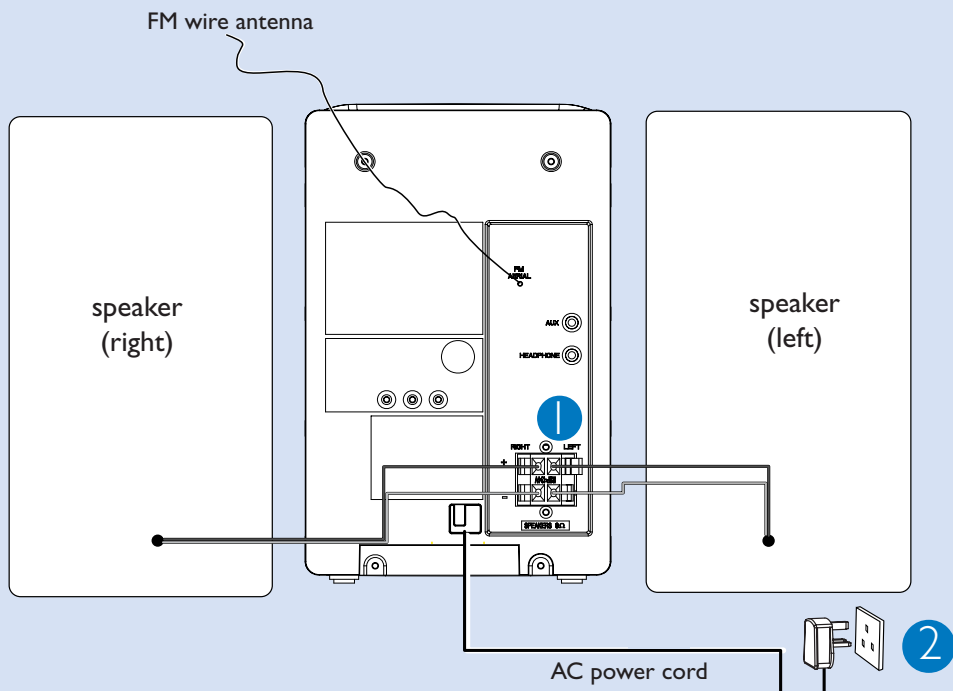 FM wire antenna
speaker
(right)
FM
AERIAL
AUX
HEADPHONE
speaker
(left)
1
RIGHT
LEFT
+
-
SPEAKERS 6Ω
2
AC power cord